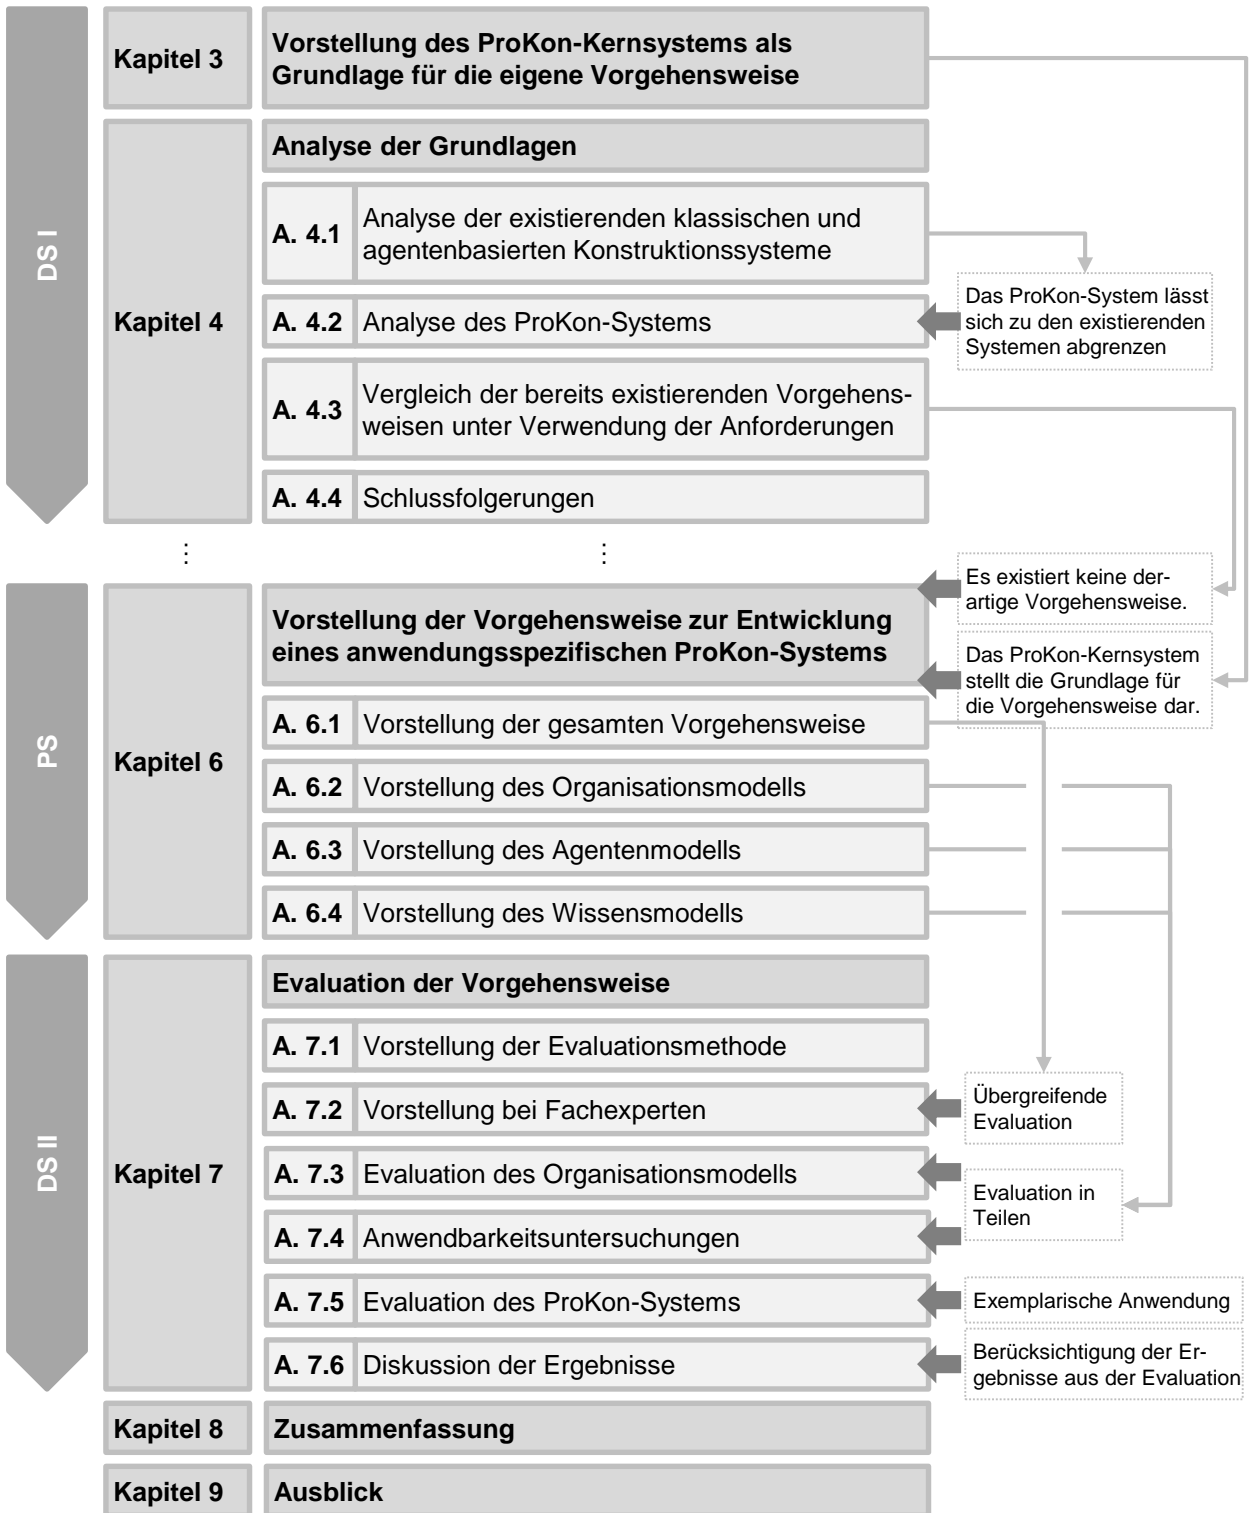 DS I
Kapitel 3
Vorstellung des ProKon-Kernsystems als
Grundlage für die eigene Vorgehensweise
Kapitel 4
Analyse der Grundlagen
A. 4.1
Analyse der existierenden klassischen und
agentenbasierten Konstruktionssysteme
A. 4.2
Analyse des ProKon-Systems
Das ProKon-System lässt
sich zu den existierenden
Systemen abgrenzen
A. 4.3
Vergleich der bereits existierenden Vorgehens-
weisen unter Verwendung der Anforderungen
A. 4.4
Schlussfolgerungen
...
...
PS
Kapitel 6
Vorstellung der Vorgehensweise zur Entwicklung
eines anwendungsspezifischen ProKon-Systems
Es existiert keine der-
artige Vorgehensweise.
Das ProKon-Kernsystem
stellt die Grundlage für
die Vorgehensweise dar.
A. 6.1
Vorstellung der gesamten Vorgehensweise
A. 6.2
Vorstellung des Organisationsmodells
A. 6.3
Vorstellung des Agentenmodells
A. 6.4
Vorstellung des Wissensmodells
DS II
Kapitel 7
Evaluation der Vorgehensweise
A. 7.1
Vorstellung der Evaluationsmethode
A. 7.2
Vorstellung bei Fachexperten
Übergreifende
Evaluation
A. 7.3
Evaluation des Organisationsmodells
Evaluation in
Teilen
A. 7.4
Anwendbarkeitsuntersuchungen
A. 7.5
Evaluation des ProKon-Systems
Exemplarische Anwendung
A. 7.6
Diskussion der Ergebnisse
Berücksichtigung der Er-
gebnisse aus der Evaluation
Kapitel 8
Zusammenfassung
Kapitel 9
Ausblick